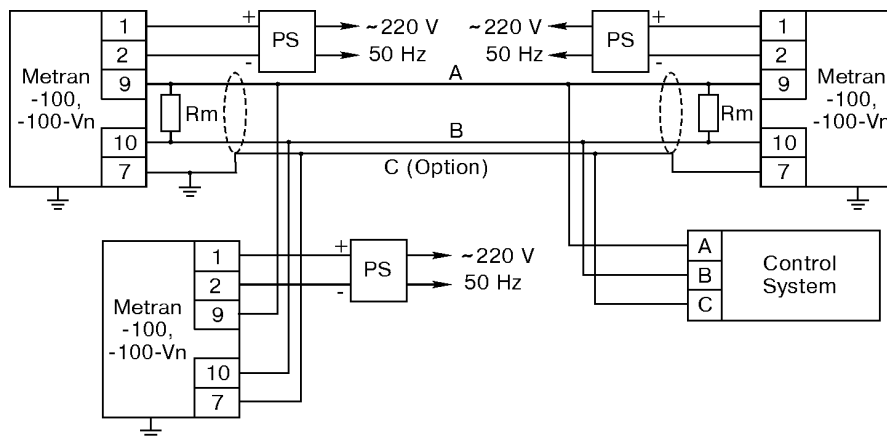 1
2
9
10
7
Metran
-100,
-100-Vn
+
-
PS
~220 V
50 Hz
Rm
A
B
C (Option)
~220 V
50 Hz
PS
+
-
Rm
1
2
9
10
7
Metran
-100,
-100-Vn
Metran
-100,
-100-Vn
1
2
9
10
7
+
-
PS
~220 V
50 Hz
A
B
C
Control
System